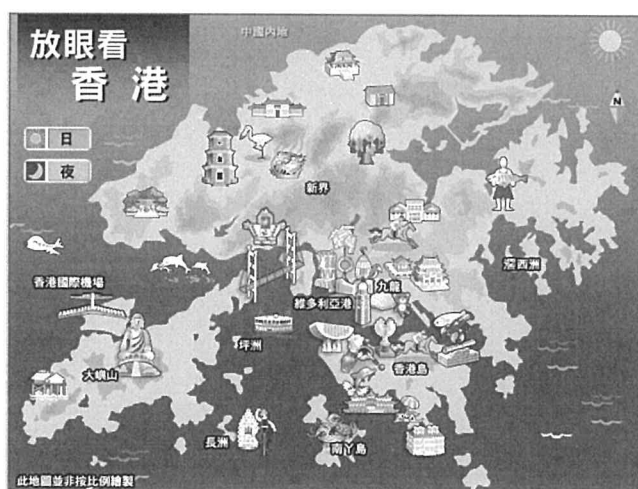 放眼看
香港
中國內地
N
日
夜
新界
滘西洲
香港國際機場
九龍
維多利亞港
坪洲
大嶼山
香港島
長洲
南丫島
此地圖並非按比例繪製